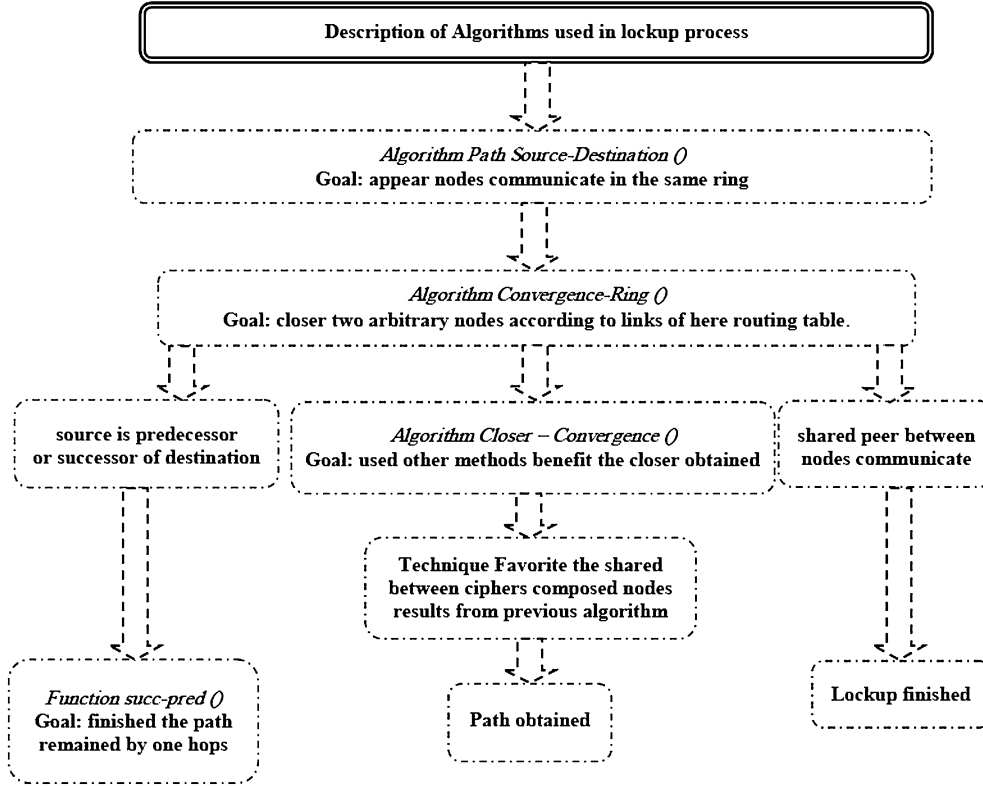 Description of Algorithms used in lockup process
Algorithm Path Source-Destination ()
Goal: appear nodes communicate in the same ring
Algorithm Convergence-Ring ()
Goal: closer two arbitrary nodes according to links of here routing table.
source is predecessor
or successor of destination
Algorithm Closer – Convergence ()
Goal: used other methods benefit the closer obtained
shared peer between
nodes communicate
Technique Favorite the shared
between ciphers composed nodes
results from previous algorithm
Function succ-pred ()
Goal: finished the path
remained by one hops
Path obtained
Lockup finished